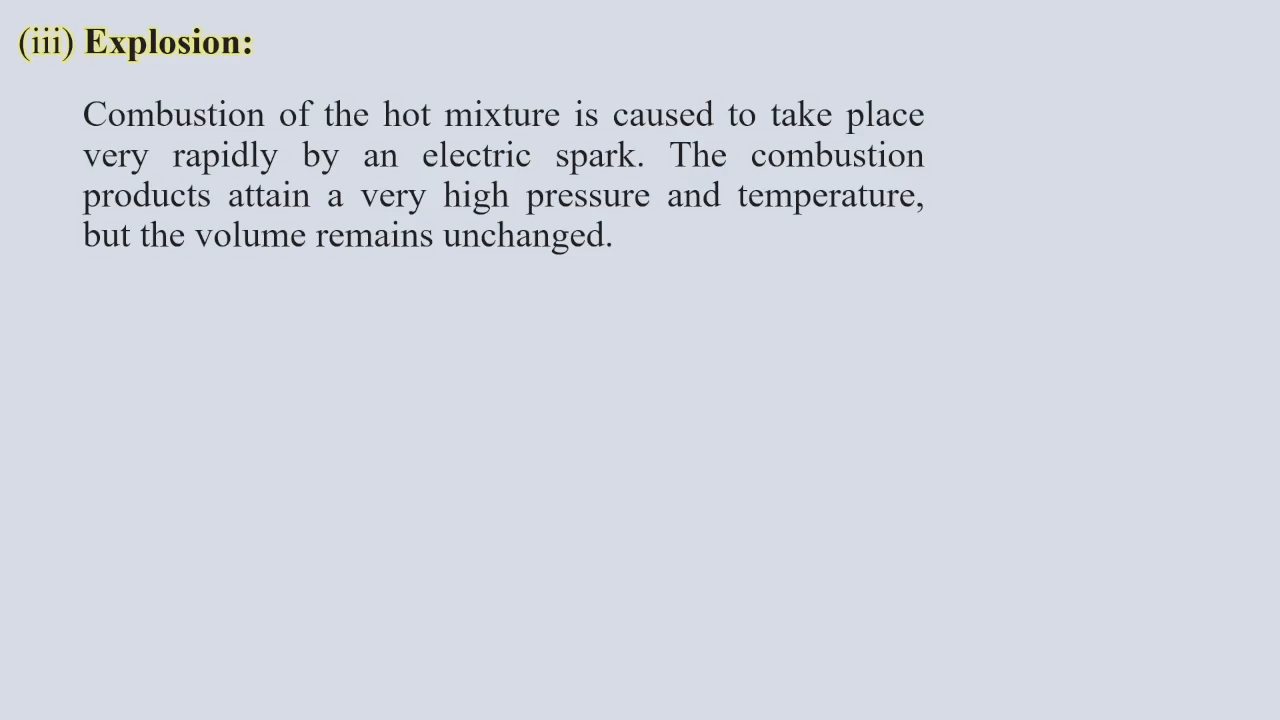 (iii) Explosion:
Combustion of the hot mixture is caused to take place
very rapidly by an electric spark. The combustion
products attain a very high pressure and temperature,
but the volume remains unchanged.